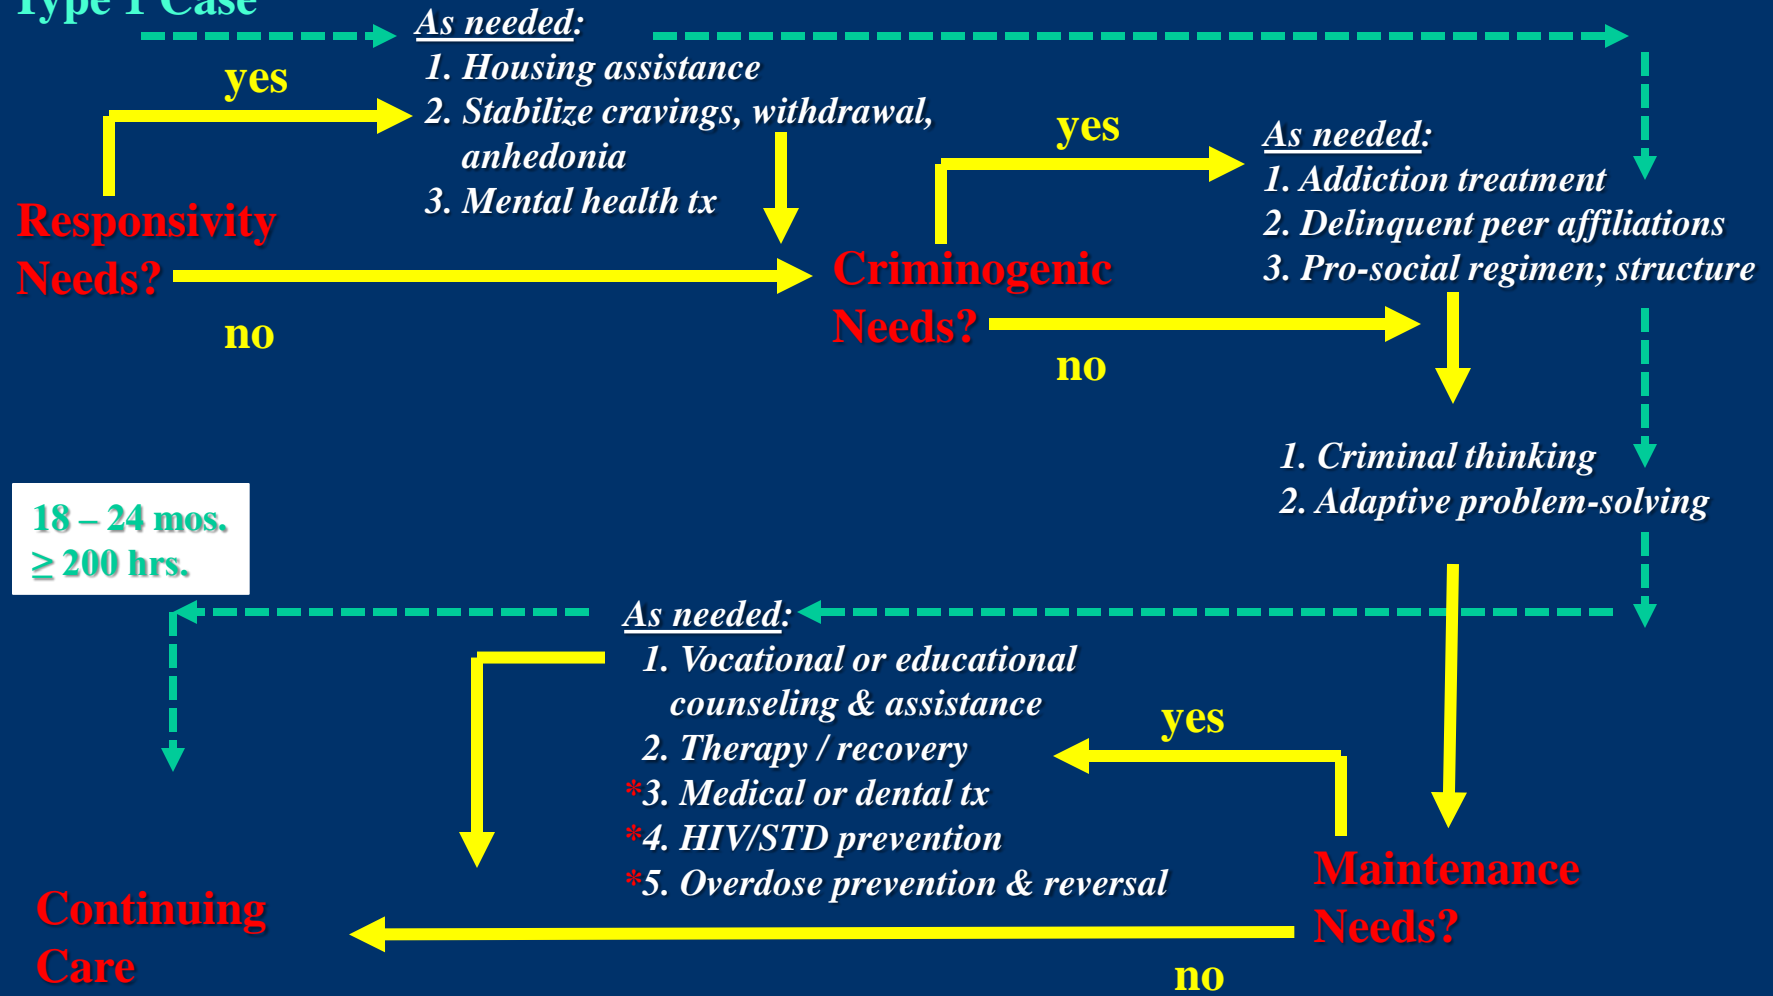 Type 1 Case
As needed:
1. Housing assistance
2. Stabilize cravings, withdrawal,
anhedonia
3. Mental health tx
yes
Responsivity
Needs?
no
yes
As needed:
1. Addiction treatment
2. Delinquent peer affiliations
3. Pro-social regimen; structure
Criminogenic
Needs?
no
1. Criminal thinking
2. Adaptive problem-solving
18 – 24 mos.
≥ 200 hrs.
As needed:
1. Vocational or educational
counseling & assistance
2. Therapy / recovery
*3. Medical or dental tx
*4. HIV/STD prevention
*5. Overdose prevention & reversal
yes
Maintenance
Needs?
no
Continuing
Care